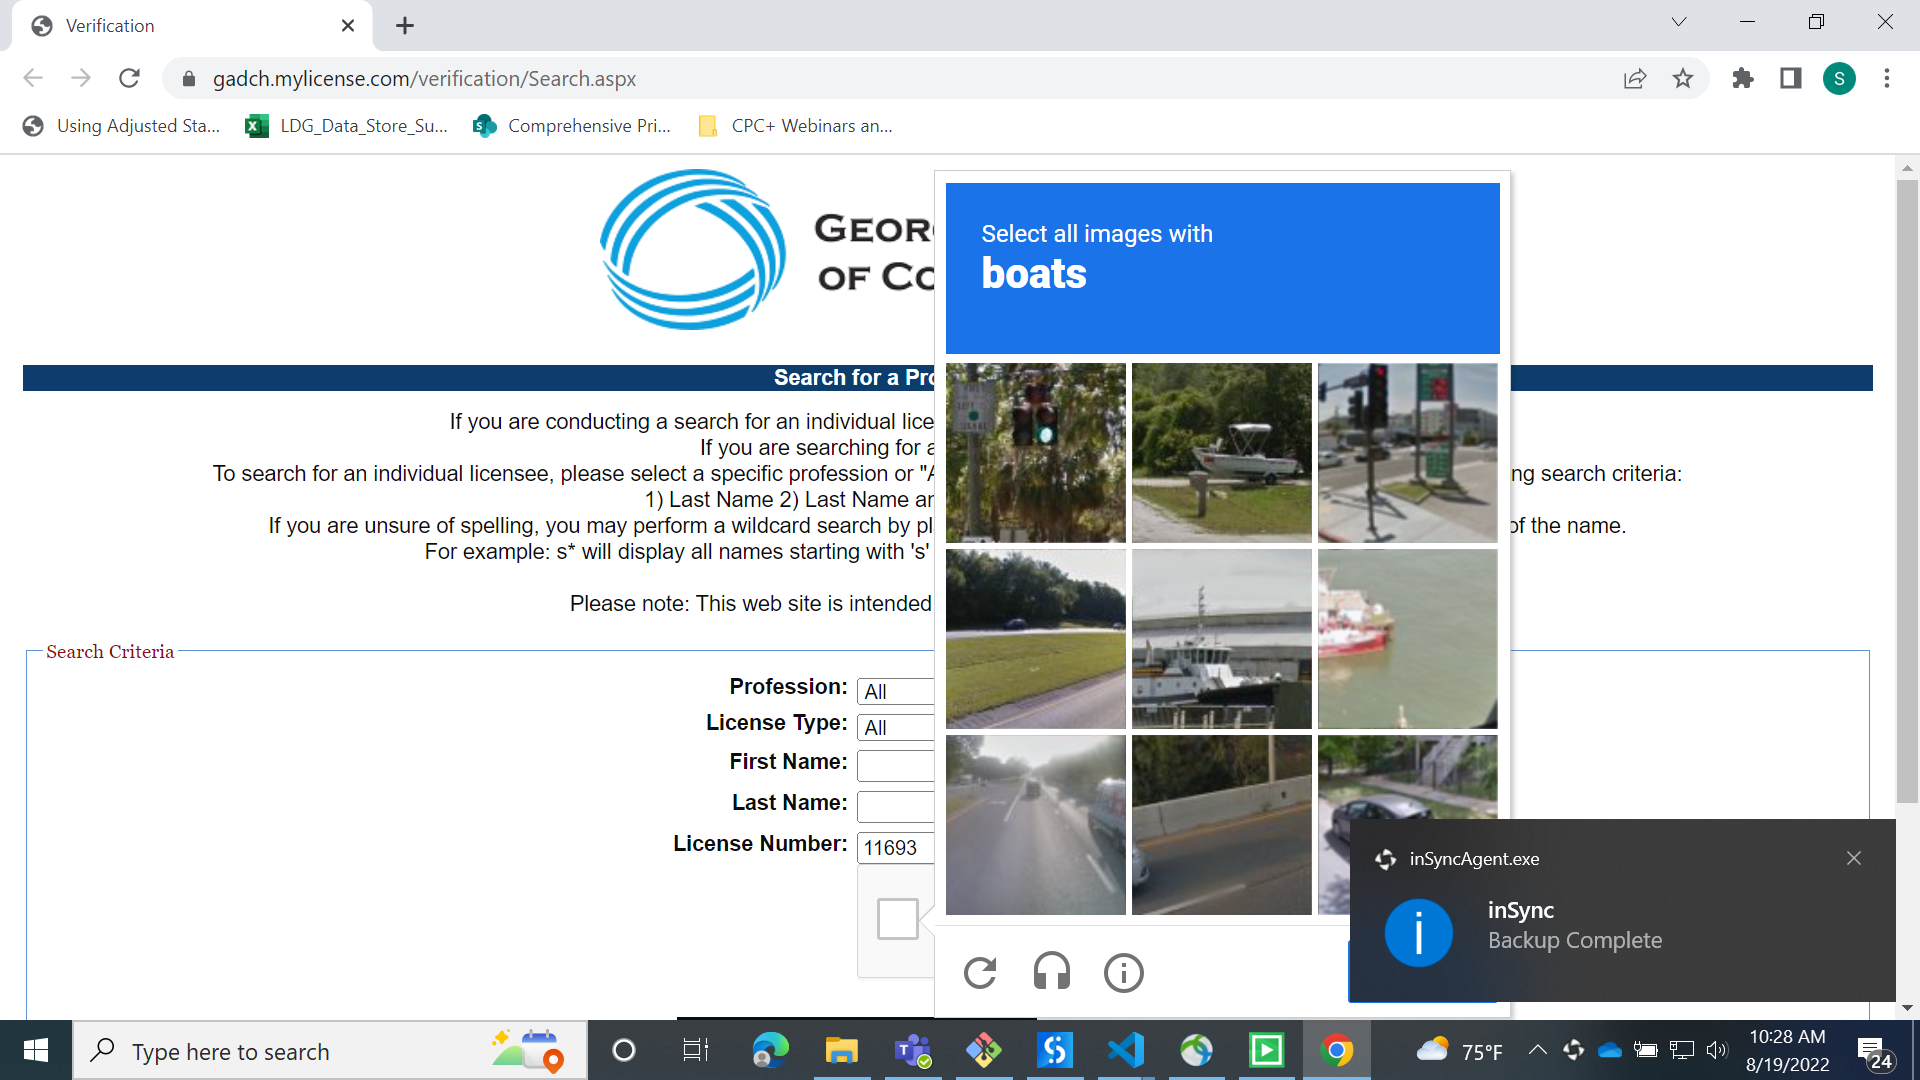 Verification
gadch.mylicense.com/verification/Search.aspx
S
Using Adjusted Sta...
LDG_Data_Store_Su...
Comprehensive Pri...
CPC+ Webinars an...
GEOR
OF CO
Select all images with
boats
Search for a Pro
If you are conducting a search for an individual lice
If you are searching for a
To search for an individual licensee, please select a specific profession or "A
ng search criteria:
1) Last Name 2) Last Name an
If you are unsure of spelling, you may perform a wildcard search by pl
of the name.
For example: s* will display all names starting with 's'
Please note: This web site is intended
Search Criteria
Profession:
All
License Type:
All
First Name:
Last Name:
License Number:
11693
inSyncAgent.exe
inSync
Backup Complete
Type here to search
75°F
10:28 AM
8/19/2022
24